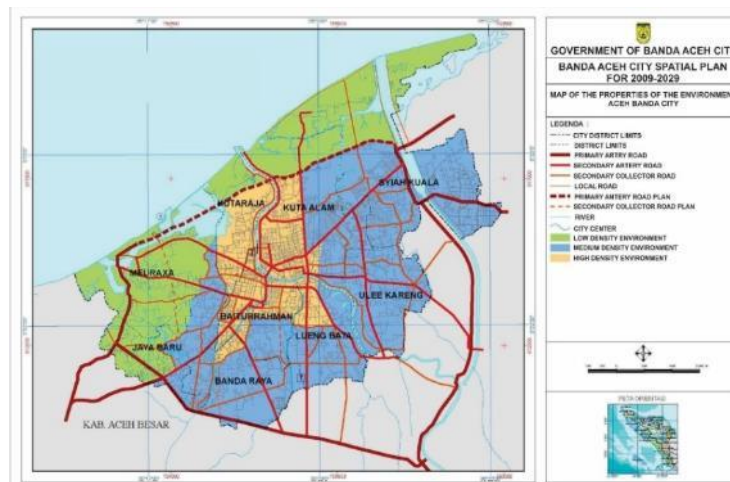 GOVERNMENT OF BANDA ACEH CIT
BANDA ACEH CITY SPATIAL PLAN
FOR 2009-2029
MAP OF THE PROPERTIES OF THE ENVIRONMEN
ACEH BANDA CITY
LEGENDA :
CITY DISTRICT LIMITS
DISTRICT LIMITS
PRIMARY ARTERY ROAD
SECONDARY ARTERY ROAD
SECONDARY COLLECTOR ROAD
LOCAL ROAD
PRIMARY ARTERY ROAD PLAN
SECONDARY COLLECTOR ROAD PLAN
RIVER
CITY CENTER
LOW DENSITY ENVIRONMENT
MEDIUM DENSITY ENVIRONMENT
HIGH DENSITY ENVIRONMENT
PETA ORIENTASI
SYIAH KUALA
KUTARAJA
KUTA ALAM
MEURAXA
ULEE KARENG
BAITURRAHMAN
LUENG BATA
JAYA BARU
BANDA RAYA
KAB. ACEH BESAR